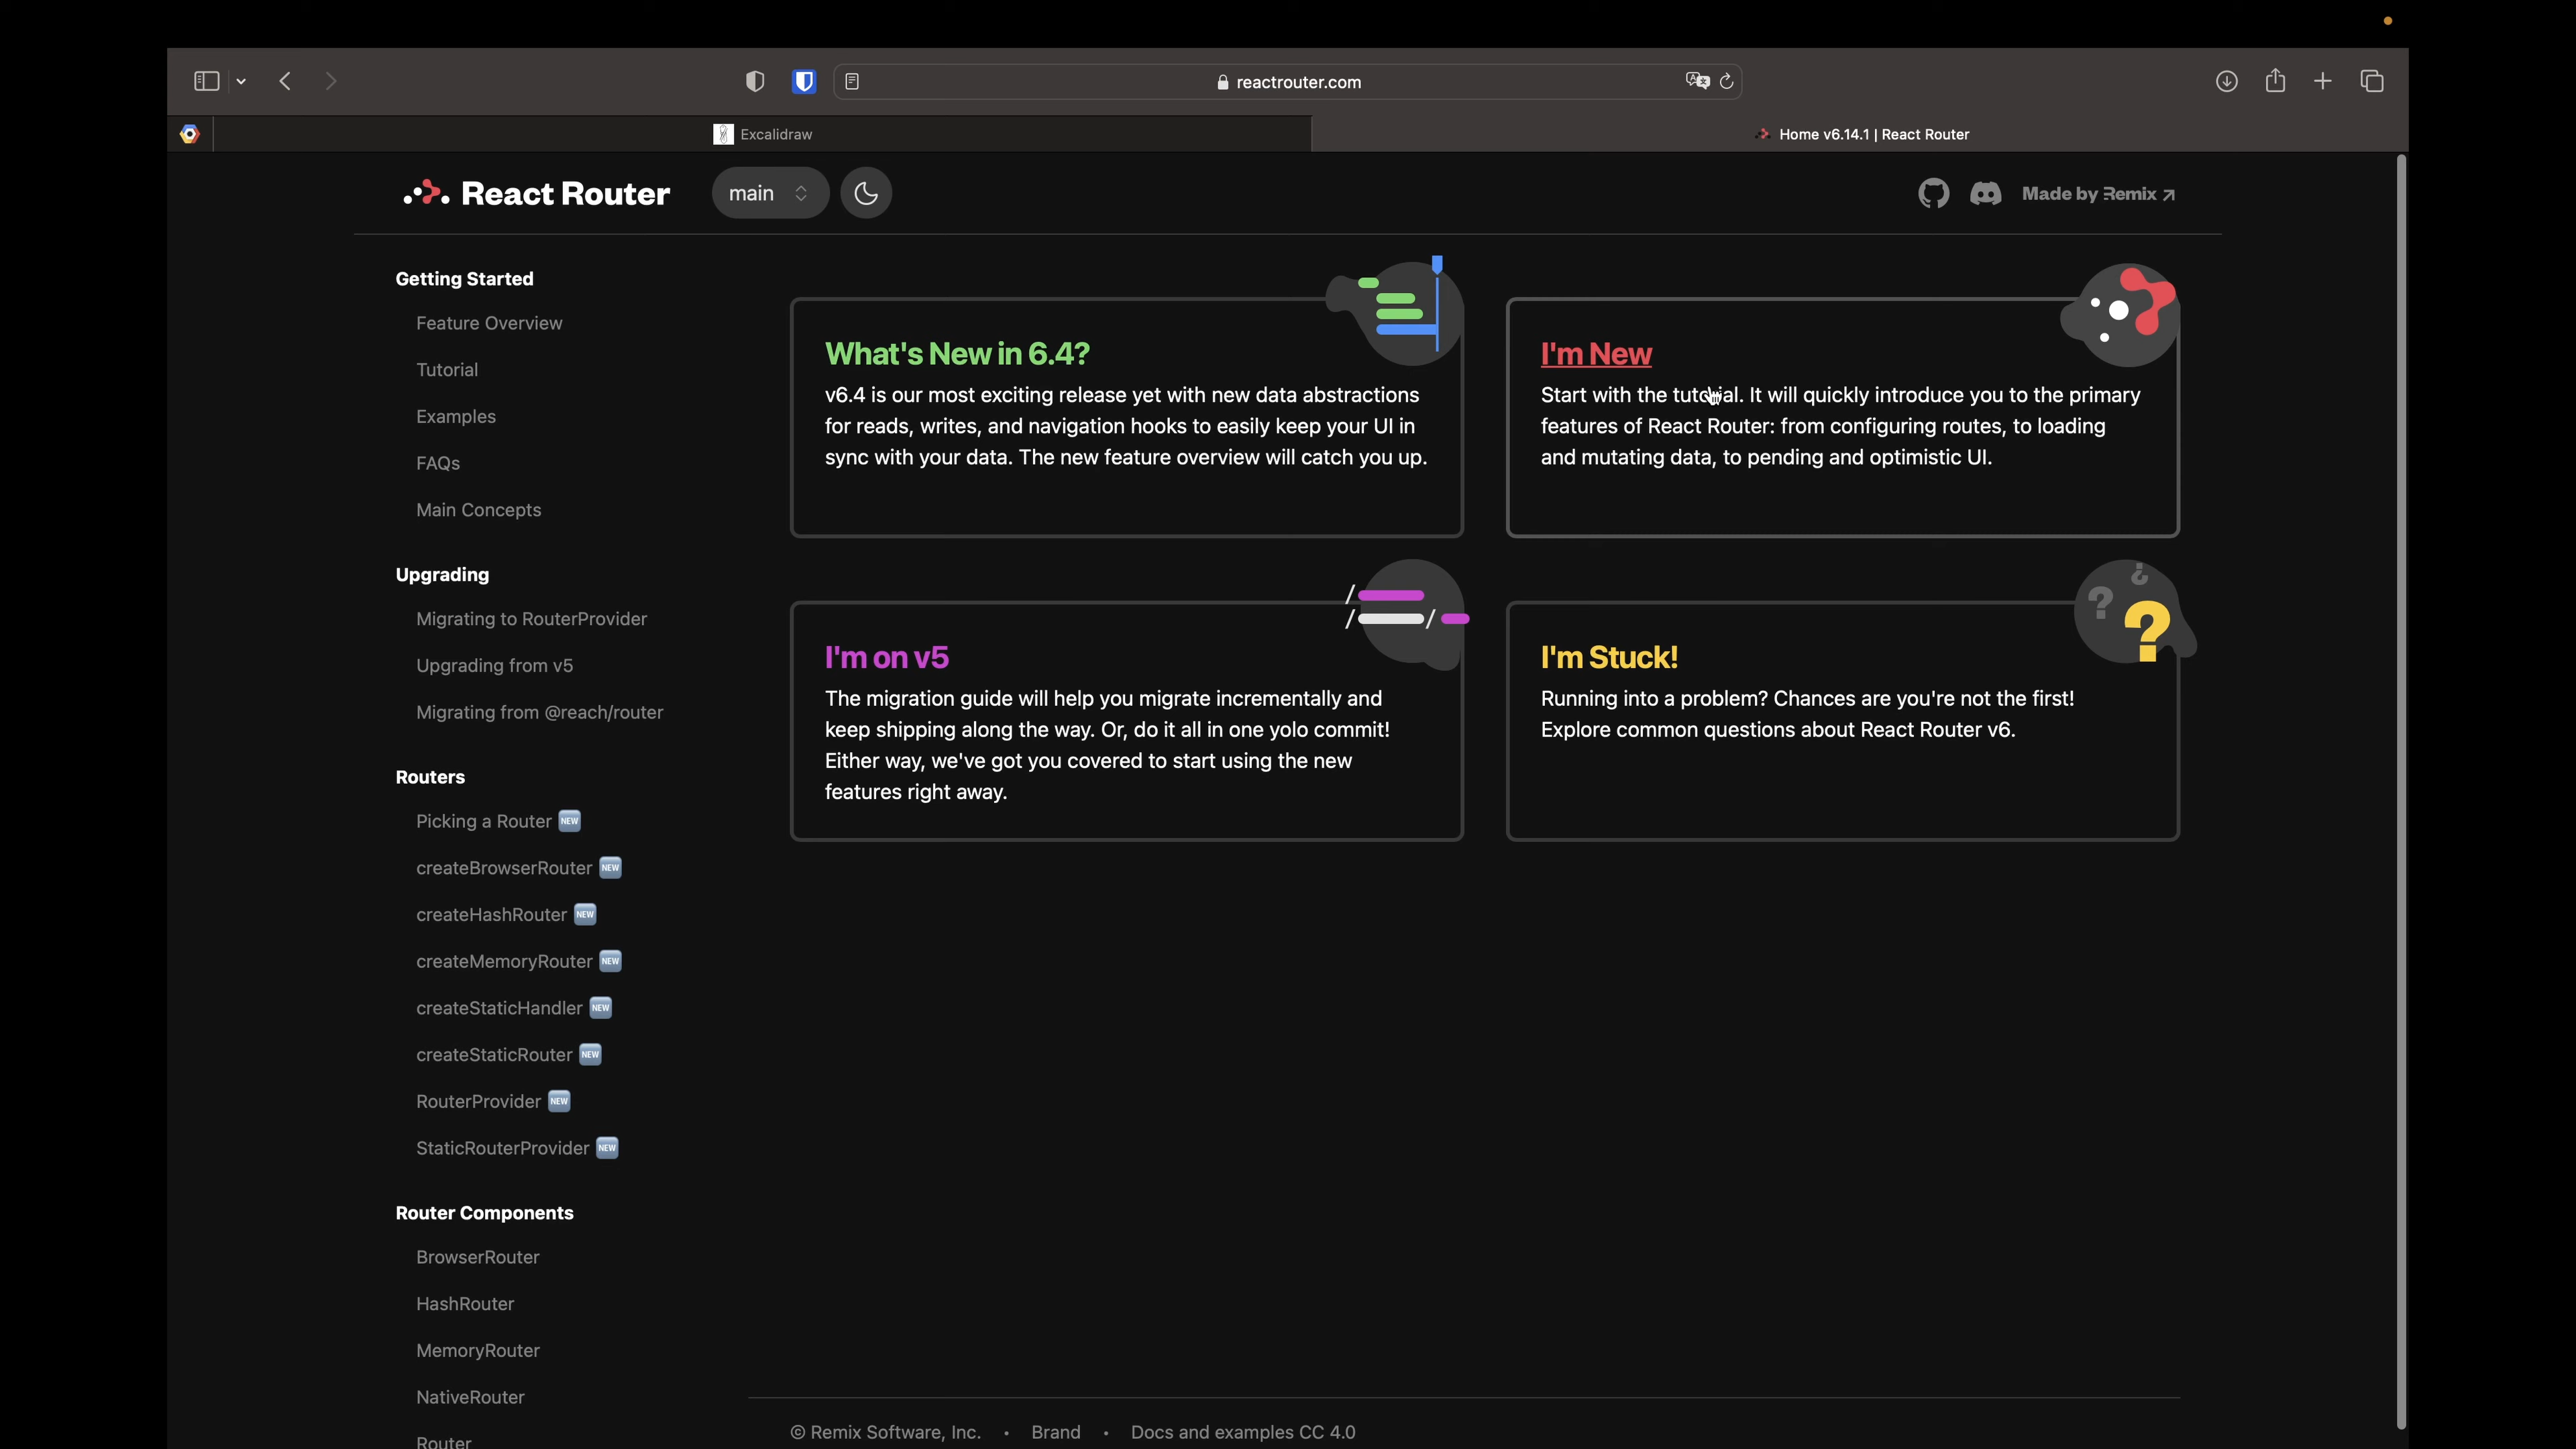 reactrouter.com
Excalidraw
Home v6.14.1 | React Router
React Router
main
Made by Remix
Getting Started
Feature Overview
Tutorial
Examples
FAQs
Main Concepts
Upgrading
Migrating to RouterProvider
Upgrading from v5
Migrating from @reach/router
Routers
Picking a Router NEW
createBrowserRouter NEW
createHashRouter NEW
createMemoryRouter NEW
createStaticHandler NEW
createStaticRouter NEW
RouterProvider NEW
StaticRouterProvider NEW
Router Components
BrowserRouter
HashRouter
MemoryRouter
NativeRouter
Router
What's New in 6.4?
v6.4 is our most exciting release yet with new data abstractions
for reads, writes, and navigation hooks to easily keep your UI in
sync with your data. The new feature overview will catch you up.
I'm New
Start with the tutorial. It will quickly introduce you to the primary
features of React Router: from configuring routes, to loading
and mutating data, to pending and optimistic UI.
I'm on v5
The migration guide will help you migrate incrementally and
keep shipping along the way. Or, do it all in one yolo commit!
Either way, we've got you covered to start using the new
features right away.
I'm Stuck!
Running into a problem? Chances are you're not the first!
Explore common questions about React Router v6.
© Remix Software, Inc. • Brand • Docs and examples CC 4.0